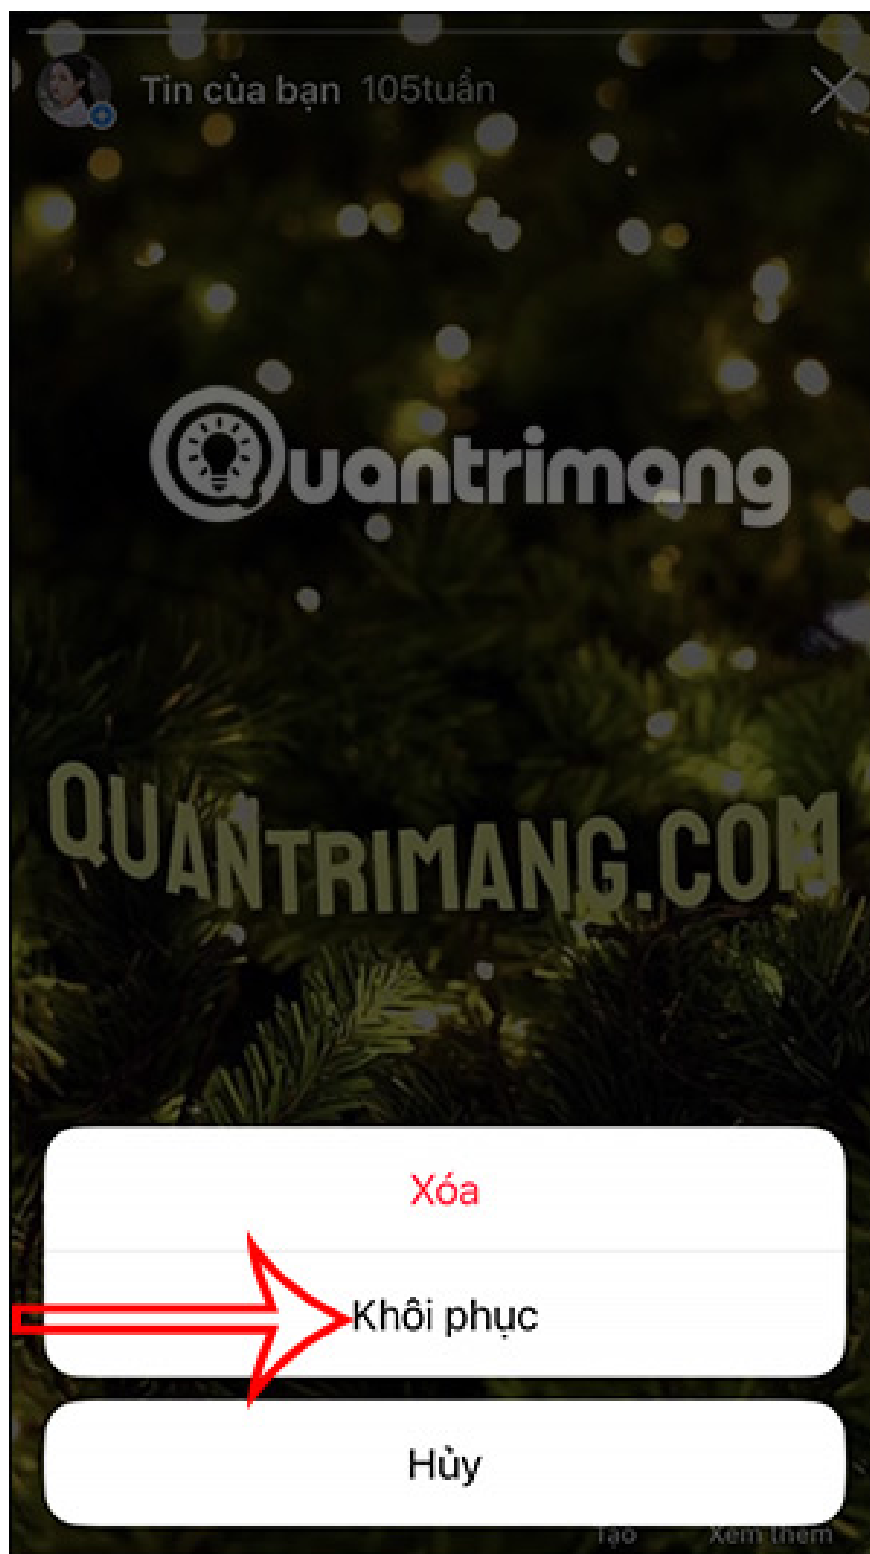 Tin của bạn 105tuần
Quantrimang
QUANTRIMANG.COM
Xóa
Khôi phục
Hủy
Tạo Xem thêm